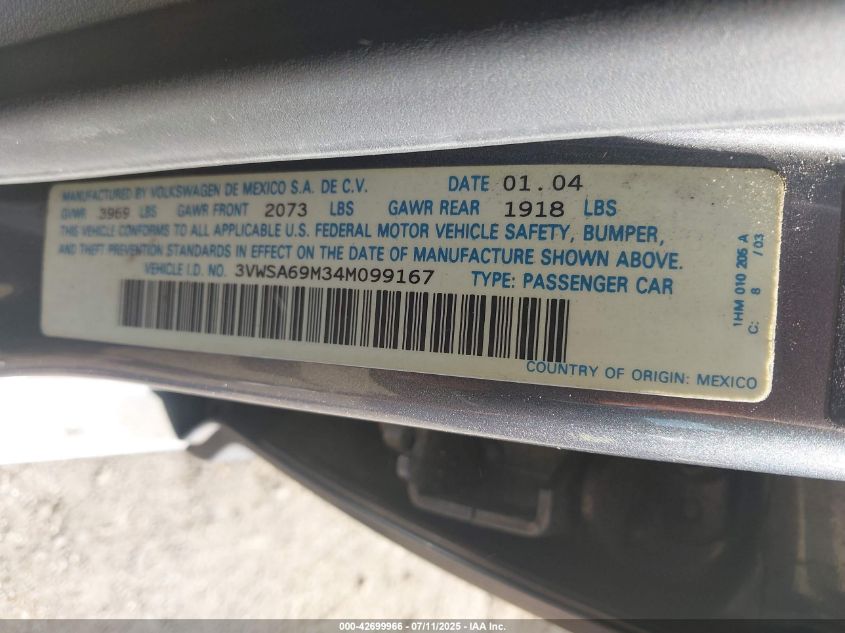 MANUFACTURED BY VOLKSWAGEN DE MEXICO S.A. DE C.V. DATE 01.04
GVWR 3969 LBS GAWR FRONT 2073 LBS GAWR REAR 1918 LBS
THIS VEHICLE CONFORMS TO ALL APPLICABLE U.S. FEDERAL MOTOR VEHICLE SAFETY, BUMPER,
AND THEFT PREVENTION STANDARDS IN EFFECT ON THE DATE OF MANUFACTURE SHOWN ABOVE.
VEHICLE I.D. NO. 3VWSA69M34M099167 TYPE: PASSENGER CAR
COUNTRY OF ORIGIN: MEXICO
1HM 010 205 A
C: 8 /03
000-42699966 - 07/11/2025 - IAA Inc.